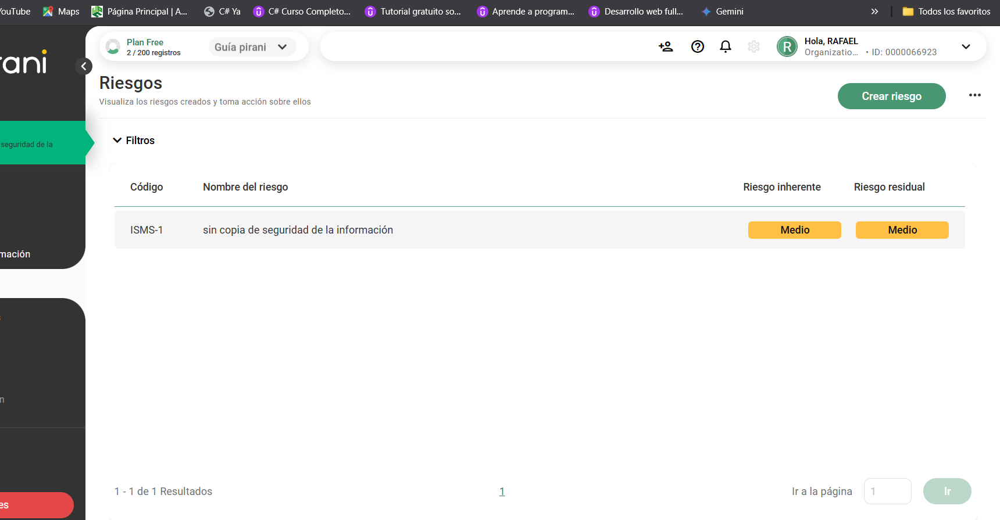 YouTube Maps Página Principal | A... C# Ya C# Curso Completo... Tutorial gratuito so... Aprende a program... Desarrollo web full... Gemini » Todos los favoritos
Plan Free
2 / 200 registros
Guía pirani
R
Hola, RAFAEL
Organizatio... • ID: 0000066923
rani
Riesgos
Visualiza los riesgos creados y toma acción sobre ellos
Crear riesgo
seguridad de la
Filtros
Código Nombre del riesgo Riesgo inherente Riesgo residual
ISMS-1 sin copia de seguridad de la información Medio Medio
mación
s
n
1 - 1 de 1 Resultados 1 Ir a la página 1 Ir
es